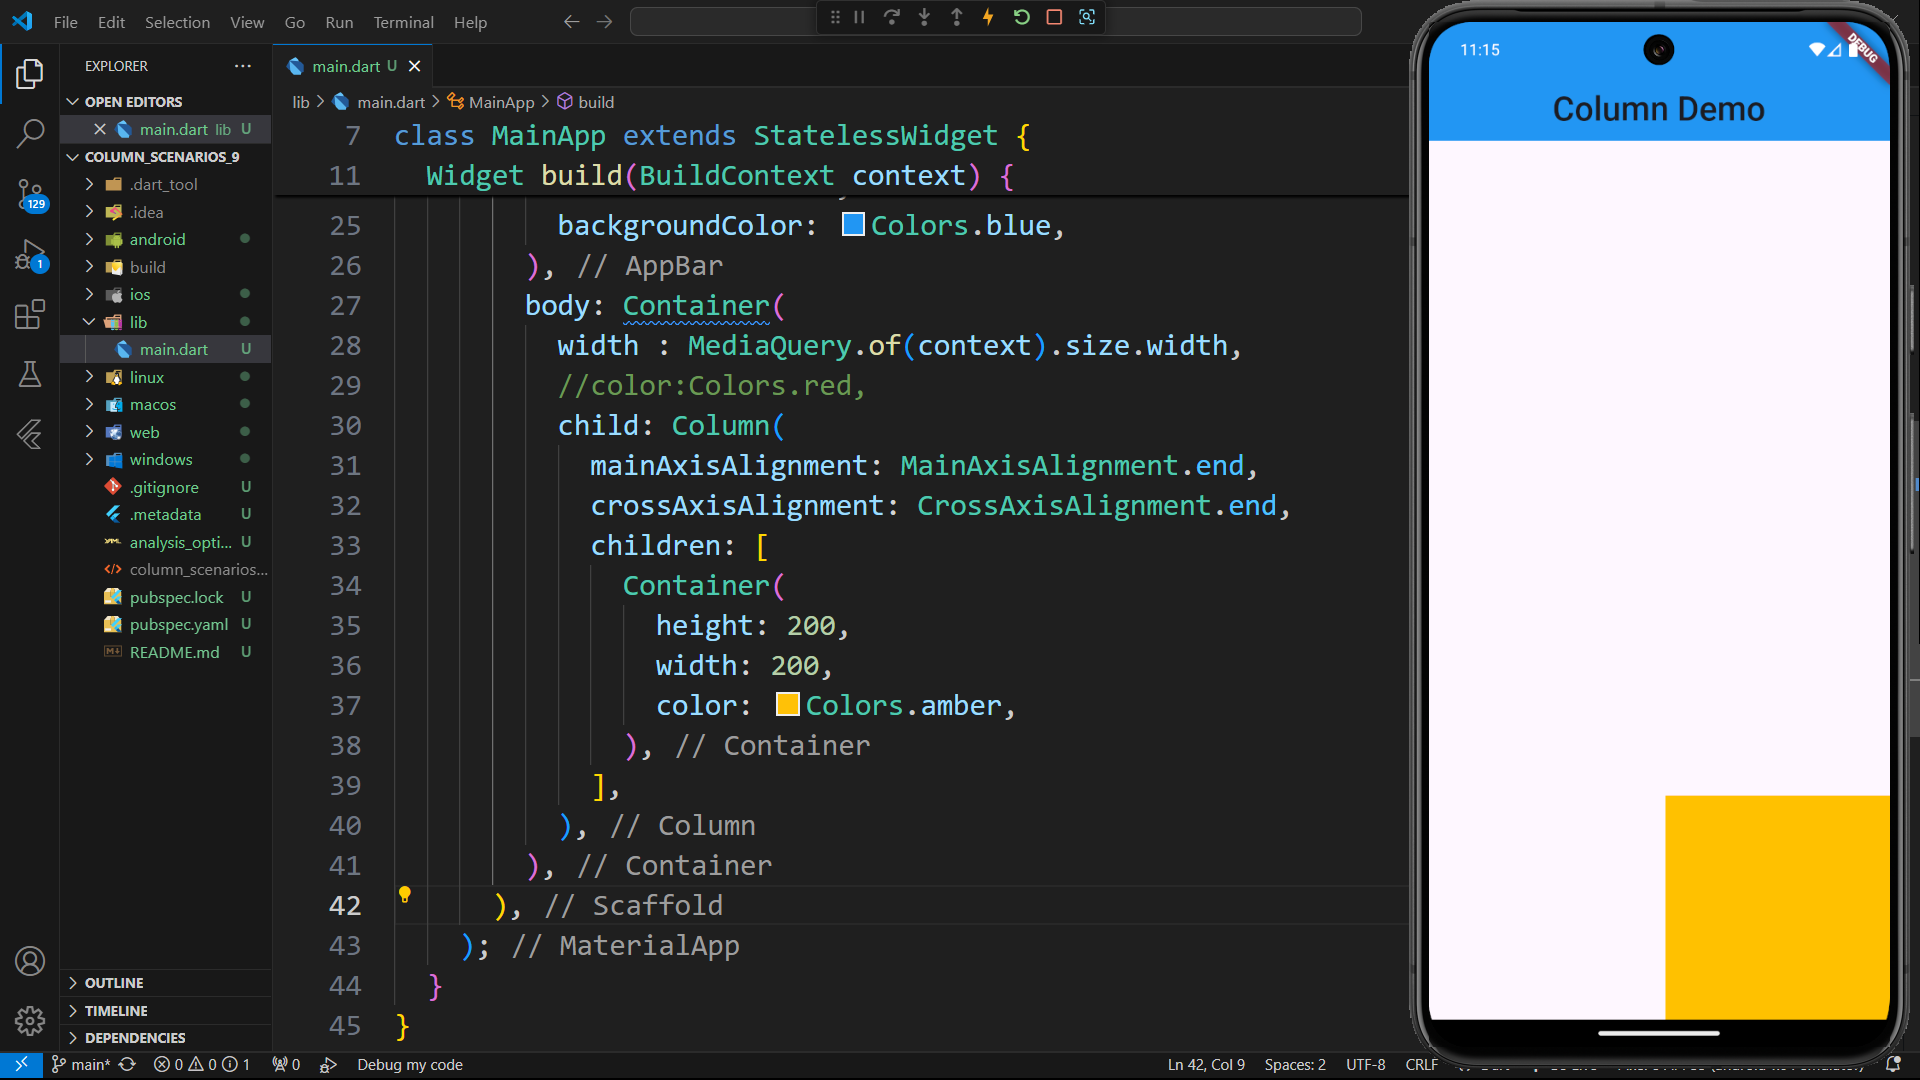 File Edit Selection View Go Run Terminal Help
EXPLORER
OPEN EDITORS
main.dart lib U
COLUMN_SCENARIOS_9
.dart_tool
.idea
android
build
ios
lib
main.dart U
linux
macos
web
windows
.gitignore U
.metadata U
analysis_opti... U
column_scenarios...
pubspec.lock U
pubspec.yaml U
README.md U
OUTLINE
TIMELINE
DEPENDENCIES
129
1
main.dart U
lib > main.dart > MainApp > build
7 class MainApp extends StatelessWidget {
11 Widget build(BuildContext context) {
25 backgroundColor: Colors.blue,
26 ), // AppBar
27 body: Container(
28 width : MediaQuery.of(context).size.width,
29 //color:Colors.red,
30 child: Column(
31 mainAxisAlignment: MainAxisAlignment.end,
32 crossAxisAlignment: CrossAxisAlignment.end,
33 children: [
34 Container(
35 height: 200,
36 width: 200,
37 color: Colors.amber,
38 ), // Container
39 ],
40 ), // Column
41 ), // Container
42 ), // Scaffold
43 ); // MaterialApp
44 }
45 }
11:15
DEBUG
Column Demo
main* 0 0 1 0 Debug my code
Ln 42, Col 9 Spaces: 2 UTF-8 CRLF